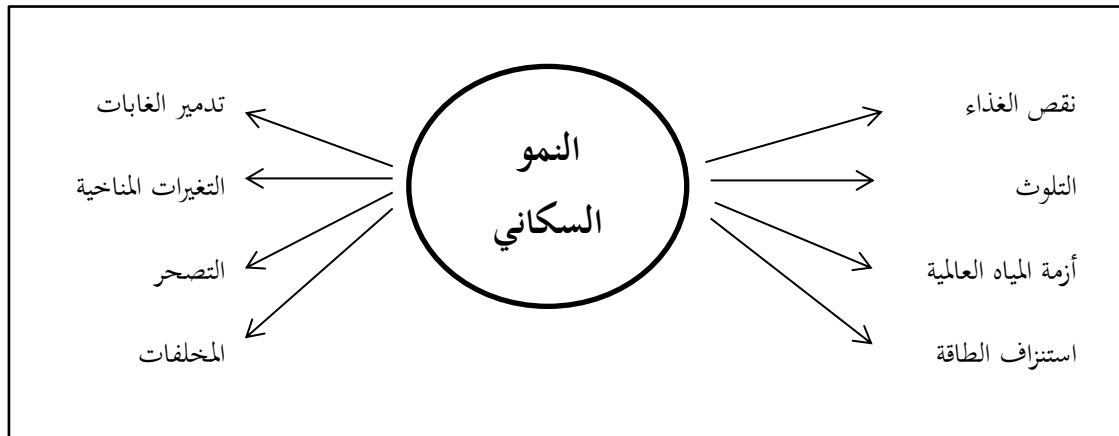 النمو
السكاني
نقص الغذاء
التلوث
أزمة المياه العالمية
استنزاف الطاقة
تدمير الغابات
التغيرات المناخية
التصحر
المخلفات